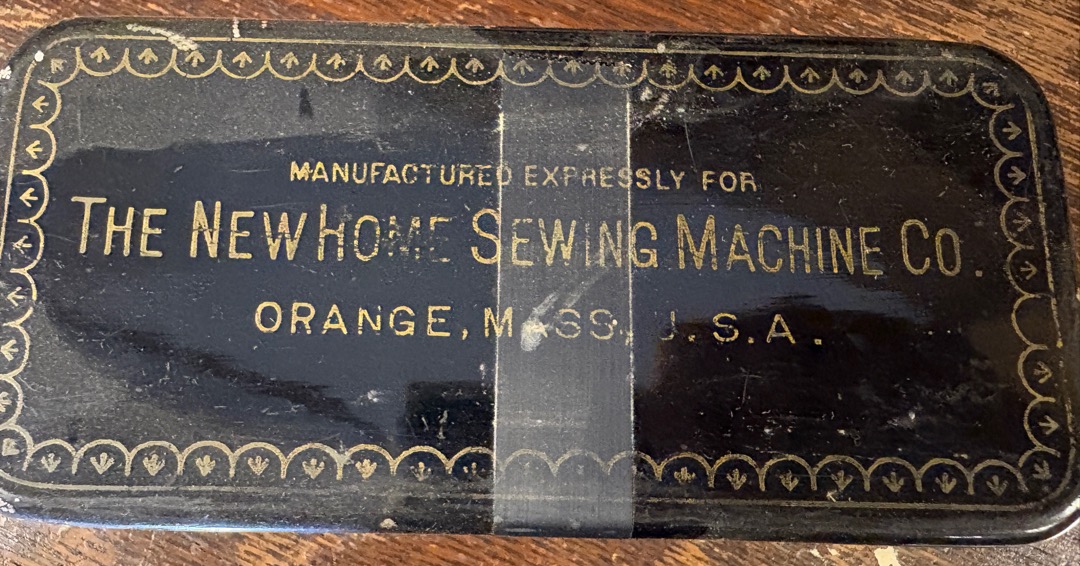 MANUFACTURED EXPRESSLY FOR
THE NEW HOME SEWING MACHINE CO.
ORANGE, MASS, U.S.A.